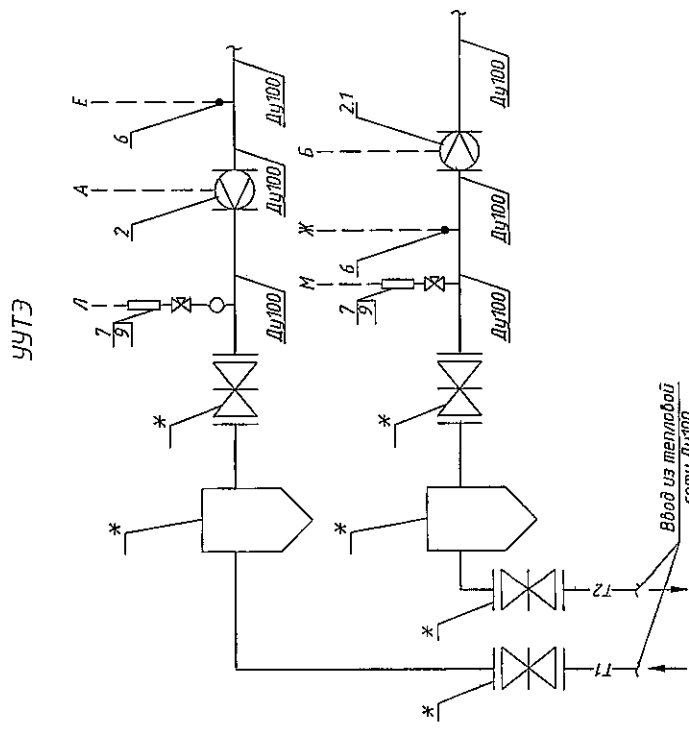 УУТЭ
Л
А
Е
7
9
2
6
Ду100
Ду100
Ду100
*
*
М
Ж
Б
7
9
6
2.1
Ду100
Ду100
Ду100
*
*
*
*
Т1
Т2
Ввод из тепловой
сети Ду100